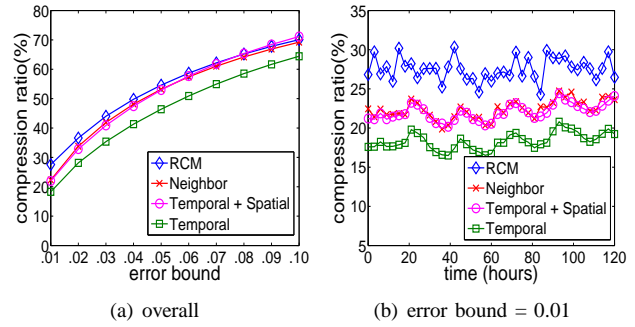 compression ratio(%)
80
70
60
50
40
30
20
10
0
RCM
Neighbor
Temporal + Spatial
Temporal
.01 .02 .03 .04 .05 .06 .07 .08 .09 .10
error bound
(a) overall
compression ratio(%)
35
30
25
20
15
10
5
RCM
Neighbor
Temporal + Spatial
Temporal
0 20 40 60 80 100 120
time (hours)
(b) error bound = 0.01